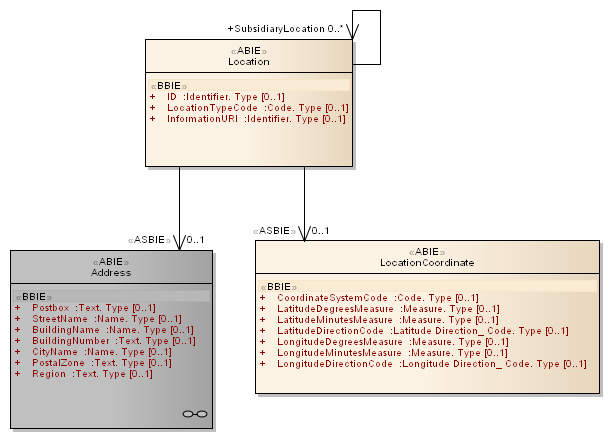 +SubsidiaryLocation 0..*
«ABIE»
Location
«BBIE»
+ ID :Identifier. Type [0..1]
+ LocationTypeCode :Code. Type [0..1]
+ InformationURI :Identifier. Type [0..1]
«ASBIE» 0..1
«ASBIE» 0..1
«ABIE»
Address
«BBIE»
+ Postbox :Text. Type [0..1]
+ StreetName :Name. Type [0..1]
+ BuildingName :Name. Type [0..1]
+ BuildingNumber :Text. Type [0..1]
+ CityName :Name. Type [0..1]
+ PostalZone :Text. Type [0..1]
+ Region :Text. Type [0..1]
«ABIE»
LocationCoordinate
«BBIE»
+ CoordinateSystemCode :Code. Type [0..1]
+ LatitudeDegreesMeasure :Measure. Type [0..1]
+ LatitudeMinutesMeasure :Measure. Type [0..1]
+ LatitudeDirectionCode :Latitude Direction_ Code. Type [0..1]
+ LongitudeDegreesMeasure :Measure. Type [0..1]
+ LongitudeMinutesMeasure :Measure. Type [0..1]
+ LongitudeDirectionCode :Longitude Direction_ Code. Type [0..1]